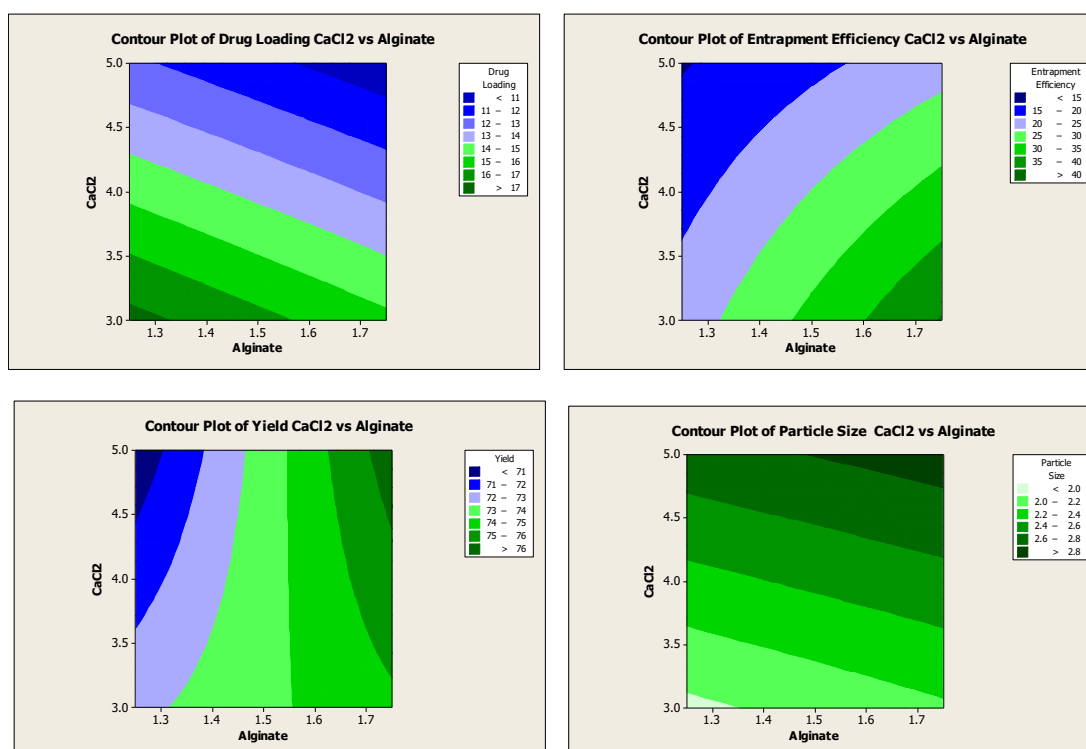 Contour Plot of Drug Loading CaCl2 vs Alginate
5.0
4.5
4.0
3.5
3.0
CaCl2
1.3 1.4 1.5 1.6 1.7
Alginate
Drug
Loading
< 11
11 – 12
12 – 13
13 – 14
14 – 15
15 – 16
16 – 17
> 17
Contour Plot of Entrapment Efficiency CaCl2 vs Alginate
5.0
4.5
4.0
3.5
3.0
CaCl2
1.3 1.4 1.5 1.6 1.7
Alginate
Entrapment
Efficiency
< 15
15 – 20
20 – 25
25 – 30
30 – 35
35 – 40
> 40
Contour Plot of Yield CaCl2 vs Alginate
5.0
4.5
4.0
3.5
3.0
CaCl2
1.3 1.4 1.5 1.6 1.7
Alginate
Yield
< 71
71 – 72
72 – 73
73 – 74
74 – 75
75 – 76
> 76
Contour Plot of Particle Size CaCl2 vs Alginate
5.0
4.5
4.0
3.5
3.0
CaCl2
1.3 1.4 1.5 1.6 1.7
Alginate
Particle
Size
< 2.0
2.0 – 2.2
2.2 – 2.4
2.4 – 2.6
2.6 – 2.8
> 2.8